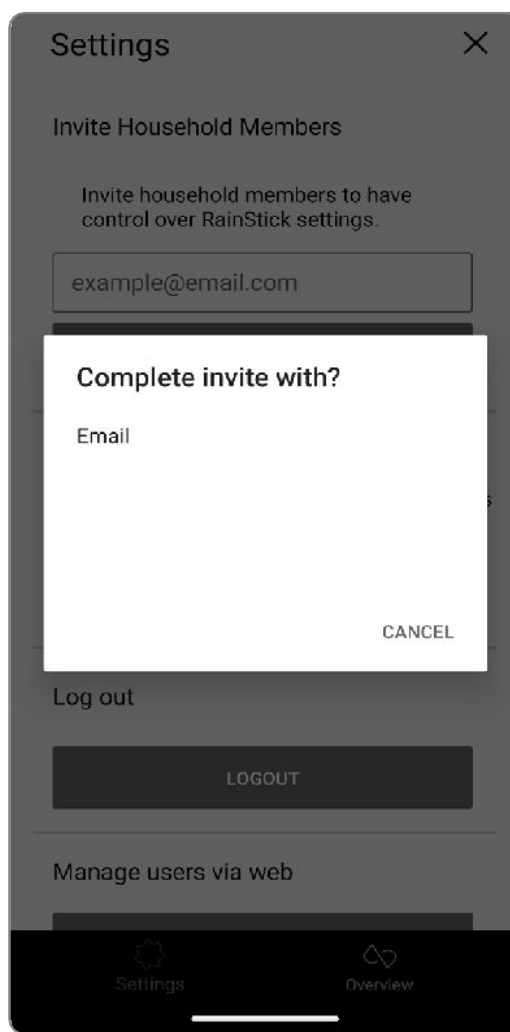 Settings
Invite Household Members
Invite household members to have
control over RainStick settings.
example@email.com
Complete invite with?
Email
s
CANCEL
Log out
LOGOUT
Manage users via web
Settings
Overview